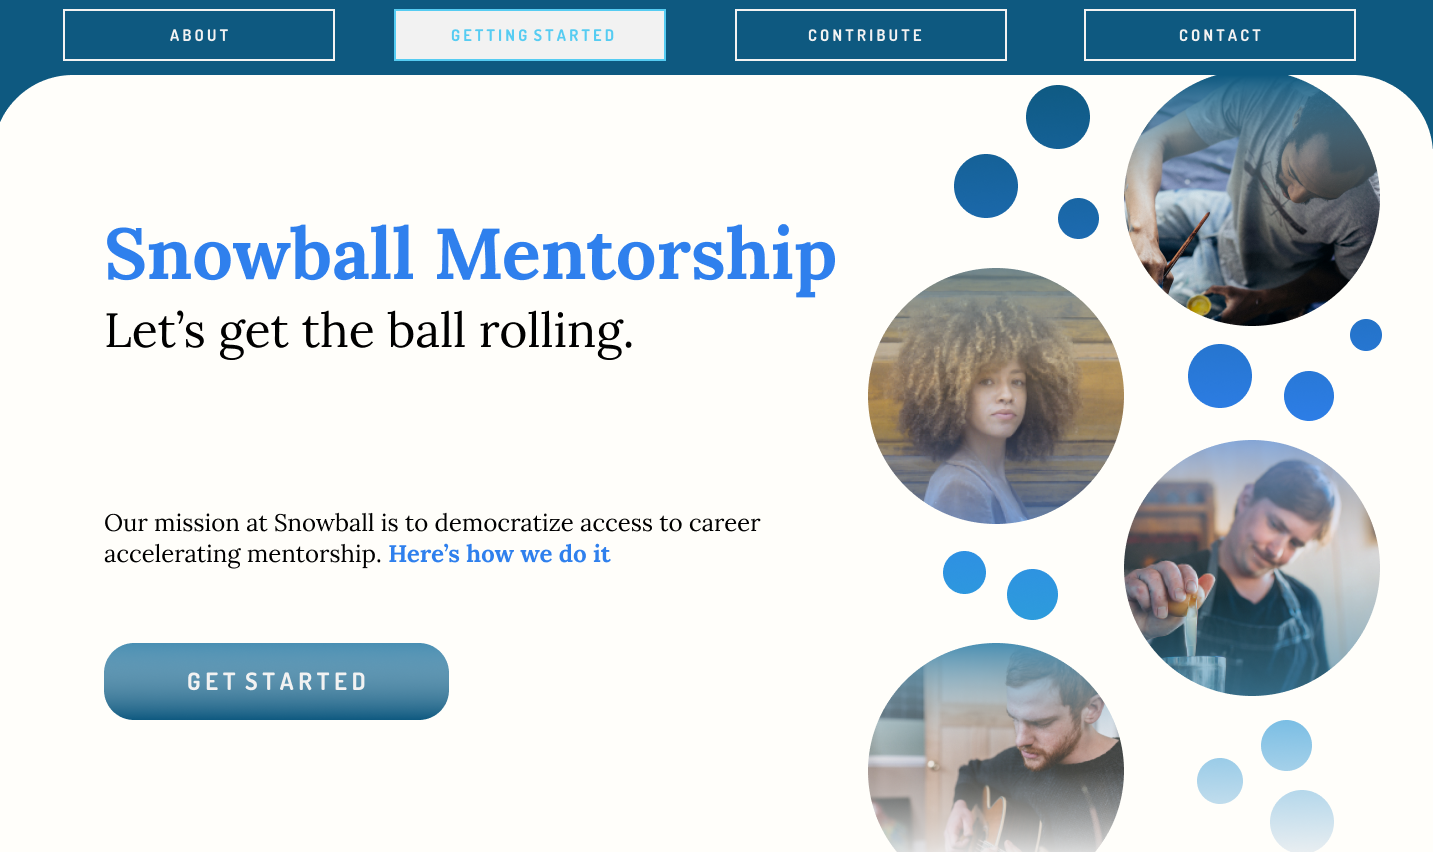 ABOUT
GETTING STARTED
CONTRIBUTE
CONTACT
Snowball Mentorship
Let’s get the ball rolling.
Our mission at Snowball is to democratize access to career
accelerating mentorship. Here’s how we do it
GET STARTED